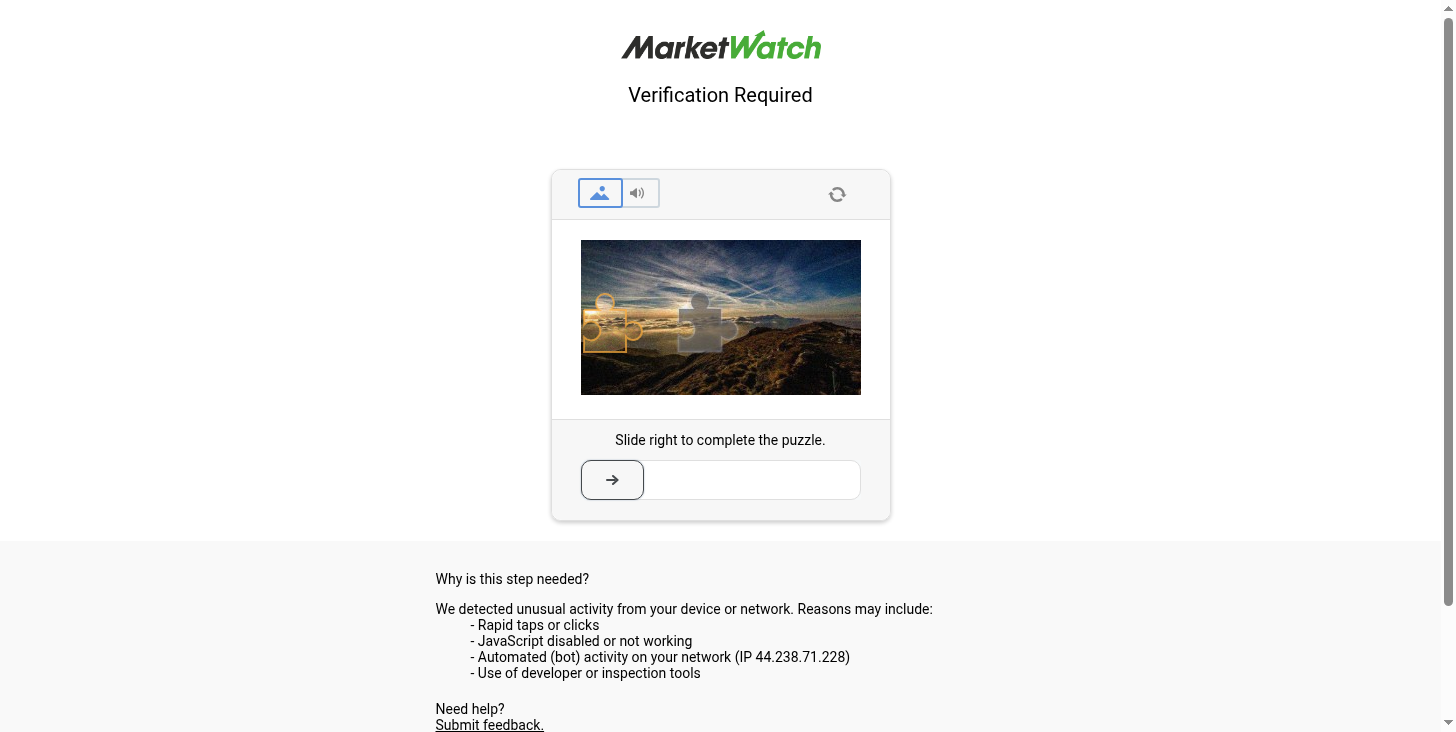 MarketWatch
Verification Required
Slide right to complete the puzzle.
Why is this step needed?
We detected unusual activity from your device or network. Reasons may include:
- Rapid taps or clicks
- JavaScript disabled or not working
- Automated (bot) activity on your network (IP 44.238.71.228)
- Use of developer or inspection tools
Need help?
Submit feedback.